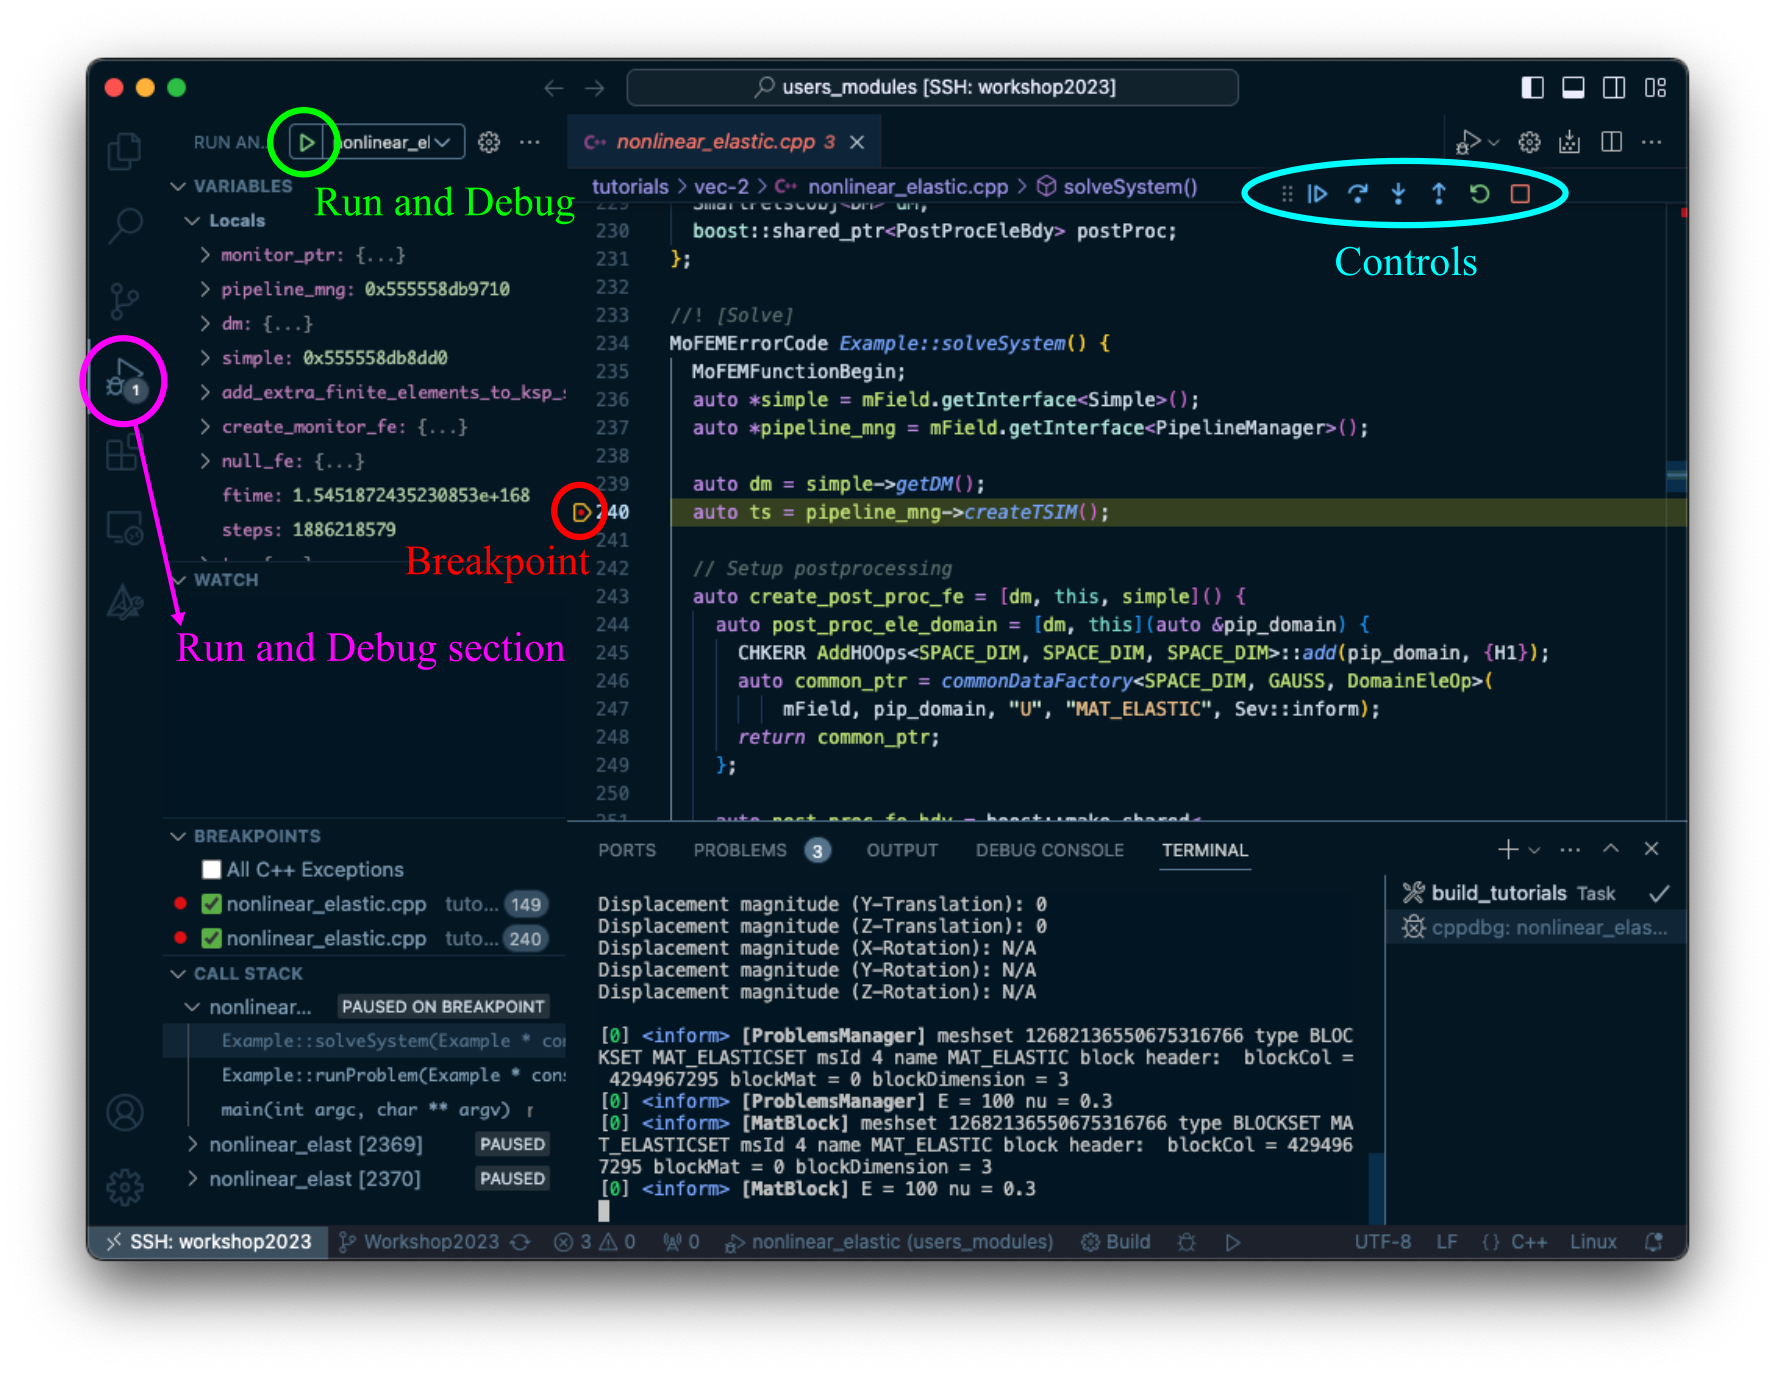 users_modules [SSH: workshop2023]
RUN AN...
nonlinear_el
nonlinear_elastic.cpp 3
Run and Debug
tutorials > vec-2 > nonlinear_elastic.cpp > solveSystem()
Controls
VARIABLES
Locals
monitor_ptr: {...}
pipeline_mng: 0x555558db9710
dm: {...}
simple: 0x555558db8dd0
add_extra_finite_elements_to_ksp_
create_monitor_fe: {...}
null_fe: {...}
ftime: 1.5451872435230853e+168
steps: 1886218579
Breakpoint
WATCH
1
Run and Debug section
BREAKPOINTS
All C++ Exceptions
nonlinear_elastic.cpp tuto... 149
nonlinear_elastic.cpp tuto... 240
CALL STACK
nonlinear... PAUSED ON BREAKPOINT
Example::solveSystem(Example * co
Example::runProblem(Example * cons
main(int argc, char ** argv)
nonlinear_elast [2369] PAUSED
nonlinear_elast [2370] PAUSED
229 SmartPetscObj<DM> dm;
230 boost::shared_ptr<PostProcEleBdy> postProc;
231 };
232
233 //! [Solve]
234 MoFEMErrorCode Example::solveSystem() {
235 MoFEMFunctionBegin;
236 auto *simple = mField.getInterface<Simple>();
237 auto *pipeline_mng = mField.getInterface<PipelineManager>();
238
239 auto dm = simple->getDM();
240 auto ts = pipeline_mng->createTSIM();
241
242 // Setup postprocessing
243 auto create_post_proc_fe = [dm, this, simple]() {
244 auto post_proc_ele_domain = [dm, this](auto &pip_domain) {
245 CHKERR AddHOOps<SPACE_DIM, SPACE_DIM, SPACE_DIM>::add(pip_domain, {H1});
246 auto common_ptr = commonDataFactory<SPACE_DIM, GAUSS, DomainEleOp>(
247 mField, pip_domain, "U", "MAT_ELASTIC", Sev::inform);
248 return common_ptr;
249 };
250
251 auto post_proc_fe_bdy = boost::make_shared<
PORTS PROBLEMS 3 OUTPUT DEBUG CONSOLE TERMINAL
Displacement magnitude (Y-Translation): 0
Displacement magnitude (Z-Translation): 0
Displacement magnitude (X-Rotation): N/A
Displacement magnitude (Y-Rotation): N/A
Displacement magnitude (Z-Rotation): N/A
[0] <inform> [ProblemsManager] meshset 12682136550675316766 type BLOC
KSET MAT_ELASTICSET msId 4 name MAT_ELASTIC block header:  blockCol =
4294967295 blockMat = 0 blockDimension = 3
[0] <inform> [ProblemsManager] E = 100 nu = 0.3
[0] <inform> [MatBlock] meshset 12682136550675316766 type BLOCKSET MA
T_ELASTICSET msId 4 name MAT_ELASTIC block header:  blockCol = 429496
7295 blockMat = 0 blockDimension = 3
[0] <inform> [MatBlock] E = 100 nu = 0.3
build_tutorials Task
cppdbg: nonlinear_elas...
SSH: workshop2023 Workshop2023 3 0 0 nonlinear_elastic (users_modules) Build UTF-8 LF {} C++ Linux